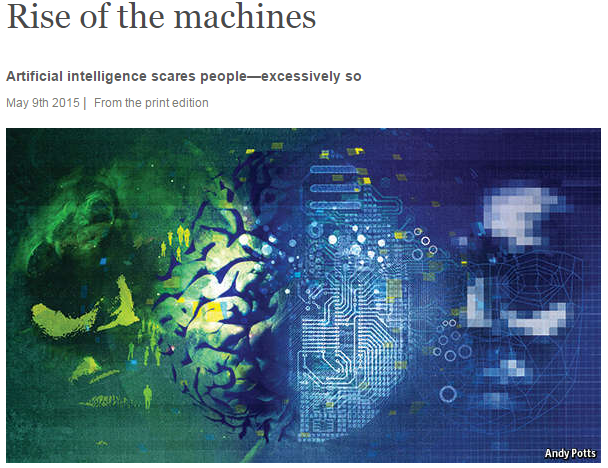 Rise of the machines
Artificial intelligence scares people—excessively so
May 9th 2015 | From the print edition
Andy Potts